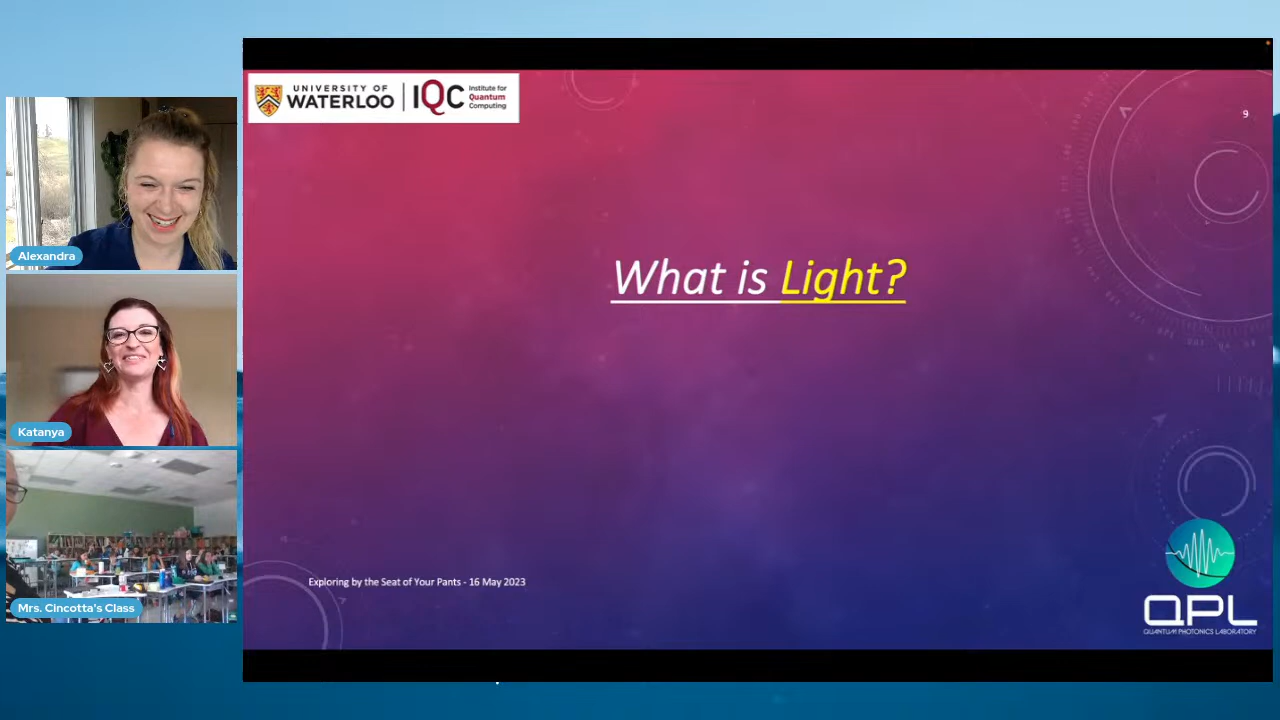 Alexandra
Katanya
Mrs. Cincotta's Class
UNIVERSITY OF
WATERLOO
IQC
Institute for
Quantum
Computing
9
What is Light?
Exploring by the Seat of Your Pants - 16 May 2023
QPL
QUANTUM PHOTONICS LABORATORY